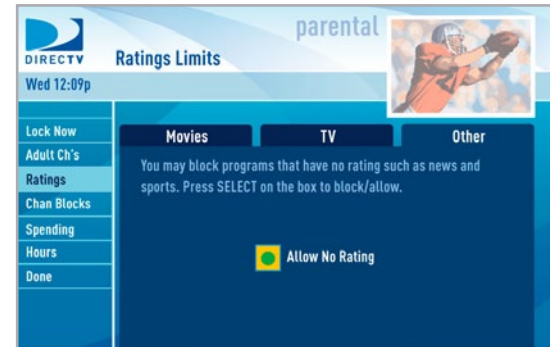 parental
DIRECTV
Ratings Limits
Wed 12:09p
Lock Now
Adult Ch's
Ratings
Chan Blocks
Spending
Hours
Done
Movies
TV
Other
You may block programs that have no rating such as news and
sports. Press SELECT on the box to block/allow.
Allow No Rating